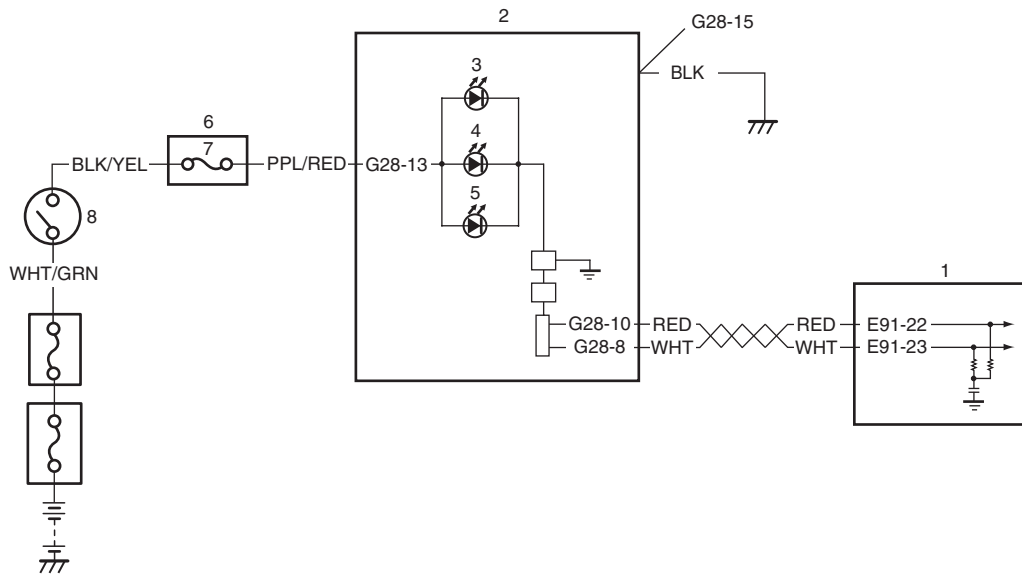 2
G28-15
3
BLK
6
4
7
BLK/YEL
PPL/RED
G28-13
5
8
WHT/GRN
1
G28-10
RED
RED
E91-22
G28-8
WHT
WHT
E91-23